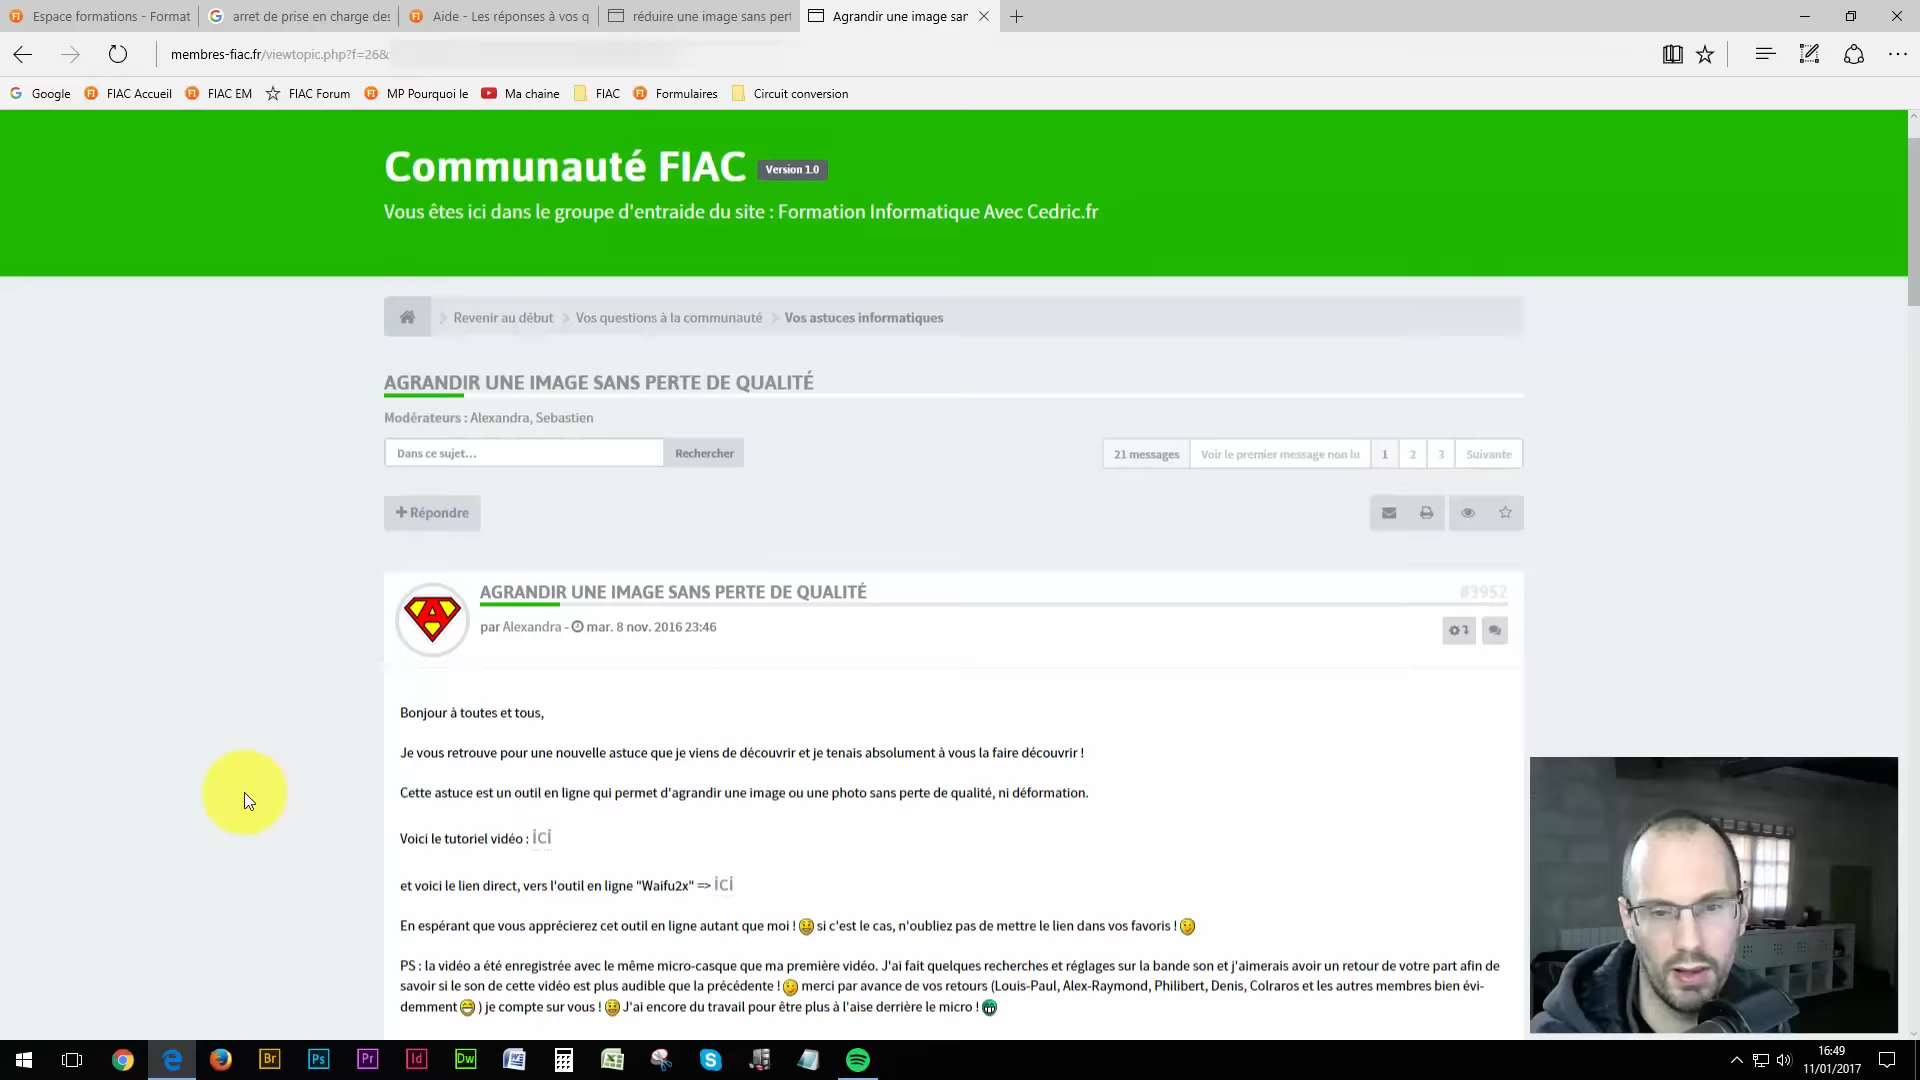 Espace formations - Format
arret de prise en charge des
Aide - Les réponses à vos q
réduire une image sans pert
Agrandir une image sar
membres-fiac.fr/viewtopic.php?f=26&
Google
FIAC Accueil
FIAC EM
FIAC Forum
MP Pourquoi le
Ma chaine
FIAC
Formulaires
Circuit conversion
Communauté FIAC Version 1.0
Vous êtes ici dans le groupe d'entraide du site : Formation Informatique Avec Cedric.fr
Revenir au début
Vos questions à la communauté
Vos astuces informatiques
AGRANDIR UNE IMAGE SANS PERTE DE QUALITÉ
Modérateurs : Alexandra, Sebastien
Dans ce sujet...
Rechercher
21 messages
Voir le premier message non lu
1
2
3
Suivante
Répondre
AGRANDIR UNE IMAGE SANS PERTE DE QUALITÉ
#3952
par Alexandra - mar. 8 nov. 2016 23:46
Bonjour à toutes et tous,
Je vous retrouve pour une nouvelle astuce que je viens de découvrir et je tenais absolument à vous la faire découvrir !
Cette astuce est un outil en ligne qui permet d'agrandir une image ou une photo sans perte de qualité, ni déformation.
Voici le tutoriel vidéo : ici
et voici le lien direct, vers l'outil en ligne "Waifu2x" => ici
En espérant que vous apprécierez cet outil en ligne autant que moi ! si c'est le cas, n'oubliez pas de mettre le lien dans vos favoris !
PS : la vidéo a été enregistrée avec le même micro-casque que ma première vidéo. J'ai fait quelques recherches et réglages sur la bande son et j'aimerais avoir un retour de votre part afin de
savoir si le son de cette vidéo est plus audible que la précédente ! merci par avance de vos retours (Louis-Paul, Alex-Raymond, Philibert, Denis, Colraros et les autres membres bien évi-
demment ) je compte sur vous ! J'ai encore du travail pour être plus à l'aise derrière le micro !
Br
Ps
Pr
Id
Dw
16:49
11/01/2017